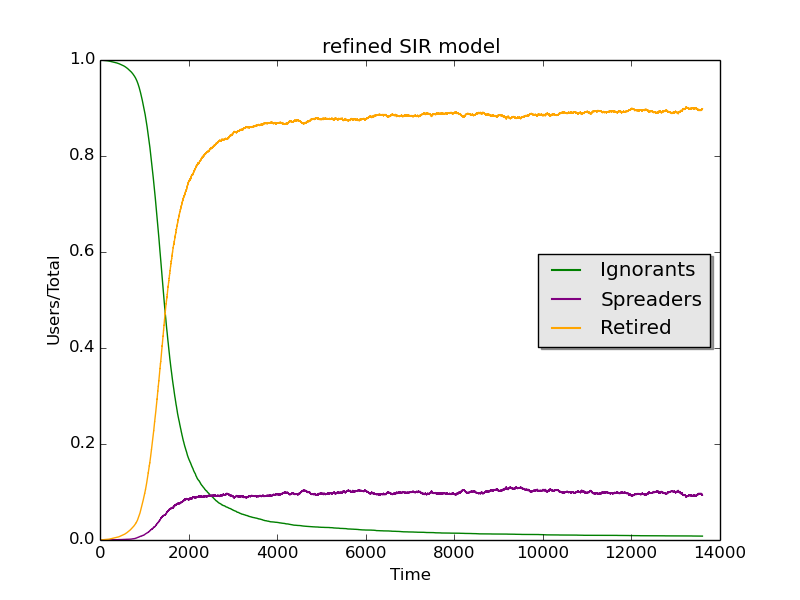 refined SIR model
1.0
0.8
0.6
0.4
0.2
0.0
Users/Total
Ignorants
Spreaders
Retired
0 2000 4000 6000 8000 10000 12000 14000
Time